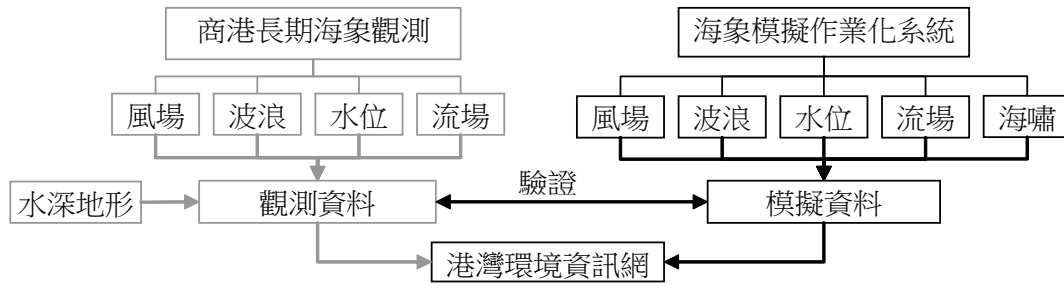 商港長期海象觀測
海象模擬作業化系統
風場
波浪
水位
流場
風場
波浪
水位
流場
海嘯
水深地形
觀測資料
驗證
模擬資料
港灣環境資訊網